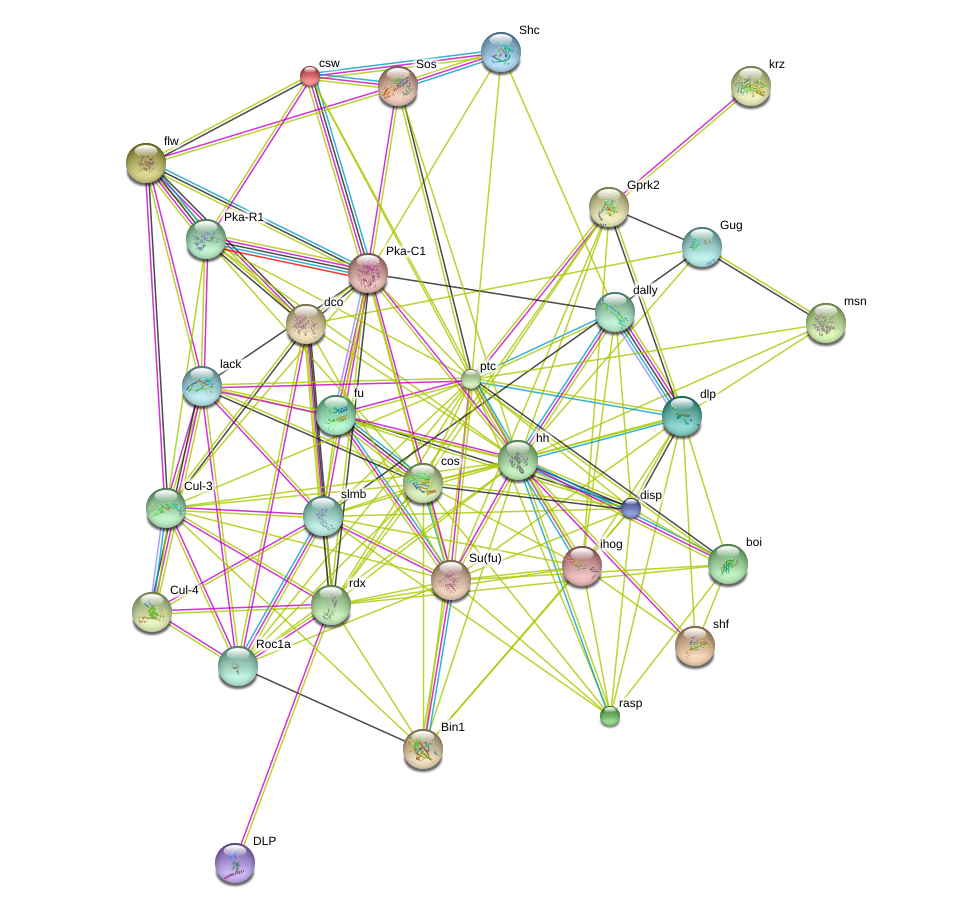 Shc
csw
Sos
krz
flw
Gprk2
Pka-R1
Gug
Pka-C1
dally
dco
msn
lack
ptc
fu
dlp
hh
cos
Cul-3
slmb
disp
ihog
boi
Su(fu)
rdx
Cul-4
shf
Roc1a
rasp
Bin1
DLP